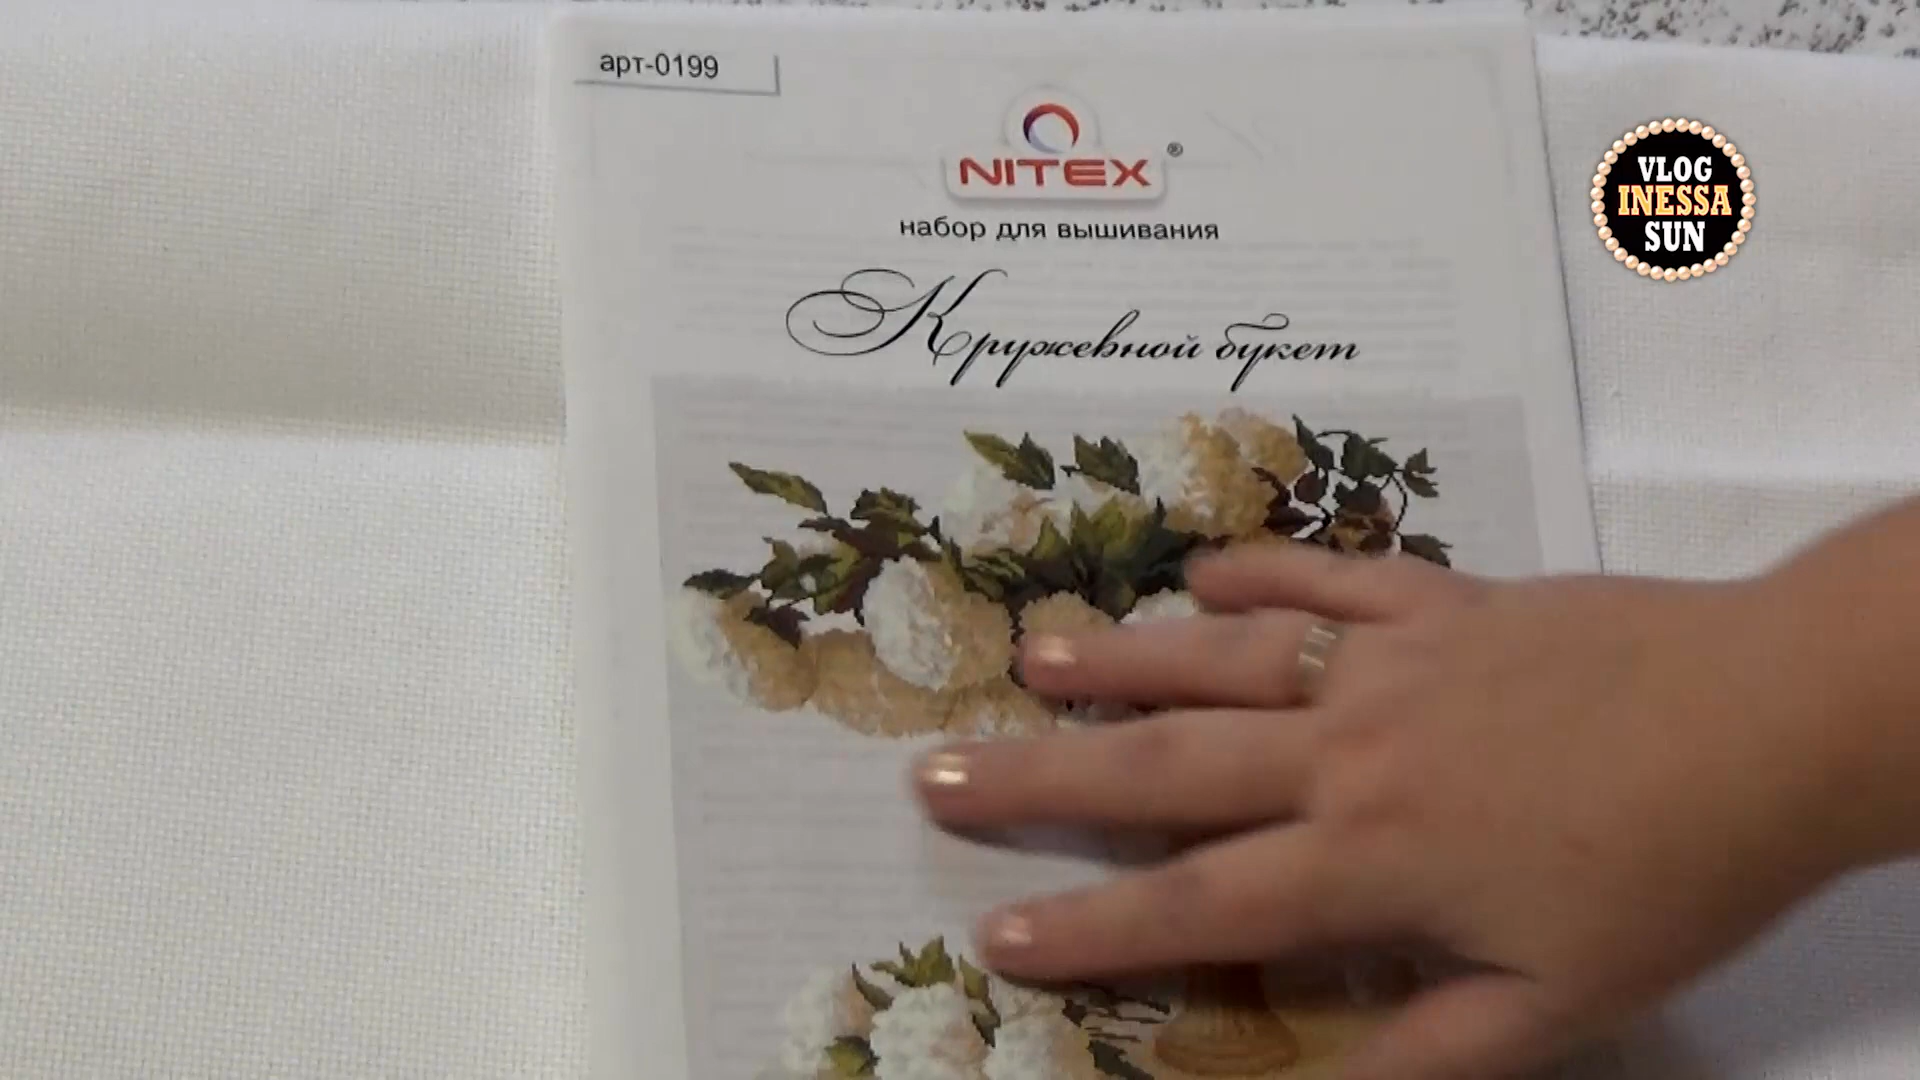 арт-0199
NITEX®
набор для вышивания
Кружевной букет
VLOG
INESSA
SUN